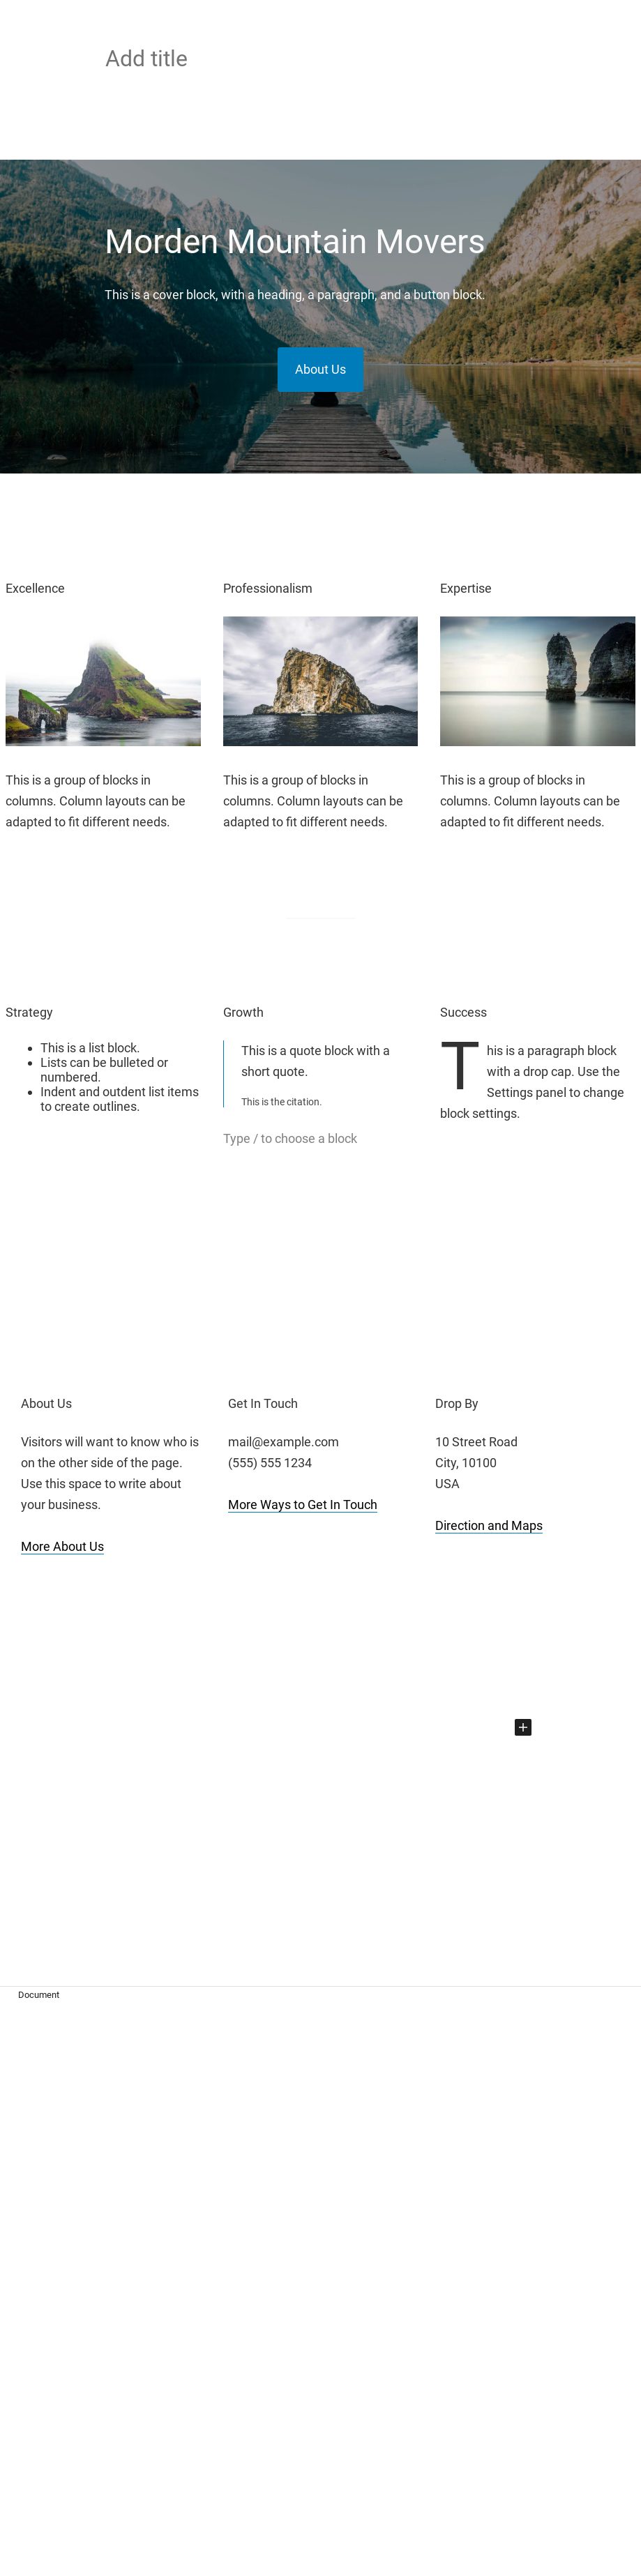 Add title
Morden Mountain Movers
This is a cover block, with a heading, a paragraph, and a button block.
About Us
Excellence
This is a group of blocks in
columns. Column layouts can be
adapted to fit different needs.
Professionalism
This is a group of blocks in
columns. Column layouts can be
adapted to fit different needs.
Expertise
This is a group of blocks in
columns. Column layouts can be
adapted to fit different needs.
Strategy
This is a list block.
Lists can be bulleted or
numbered.
Indent and outdent list items
to create outlines.
Growth
This is a quote block with a
short quote.
This is the citation.
Type / to choose a block
Success
This is a paragraph block
with a drop cap. Use the
Settings panel to change
block settings.
About Us
Visitors will want to know who is
on the other side of the page.
Use this space to write about
your business.
More About Us
Get In Touch
mail@example.com
(555) 555 1234
More Ways to Get In Touch
Drop By
10 Street Road
City, 10100
USA
Direction and Maps
Document